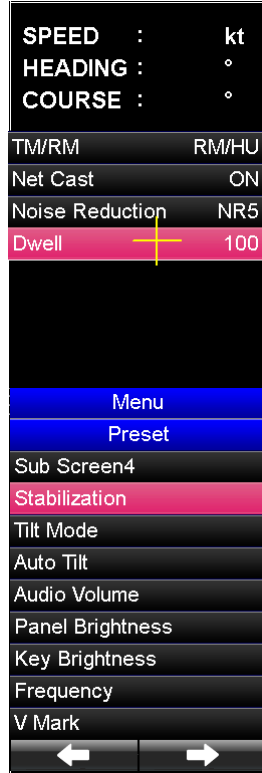 SPEED : kt
HEADING : °
COURSE : °
TM/RM RM/HU
Net Cast ON
Noise Reduction NR5
Dwell 100
Menu
Preset
Sub Screen4
Stabilization
Tilt Mode
Auto Tilt
Audio Volume
Panel Brightness
Key Brightness
Frequency
V Mark